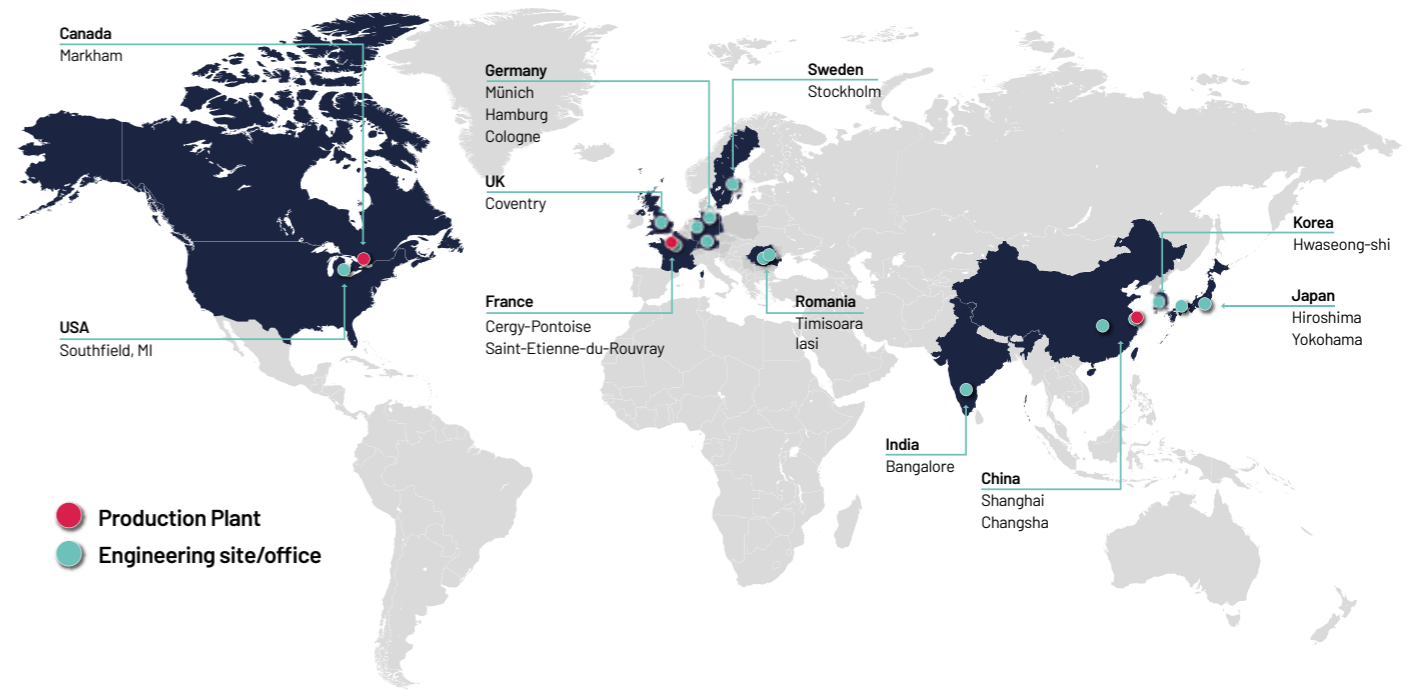 Canada
Markham
Germany
Münich
Hamburg
Cologne
Sweden
Stockholm
UK
Coventry
Korea
Hwaseong-shi
France
Cergy-Pontoise
Saint-Etienne-du-Rouvray
Romania
Timisoara
Iasi
Japan
Hiroshima
Yokohama
USA
Southfield, MI
India
Bangalore
China
Shanghai
Changsha
Production Plant
Engineering site/office